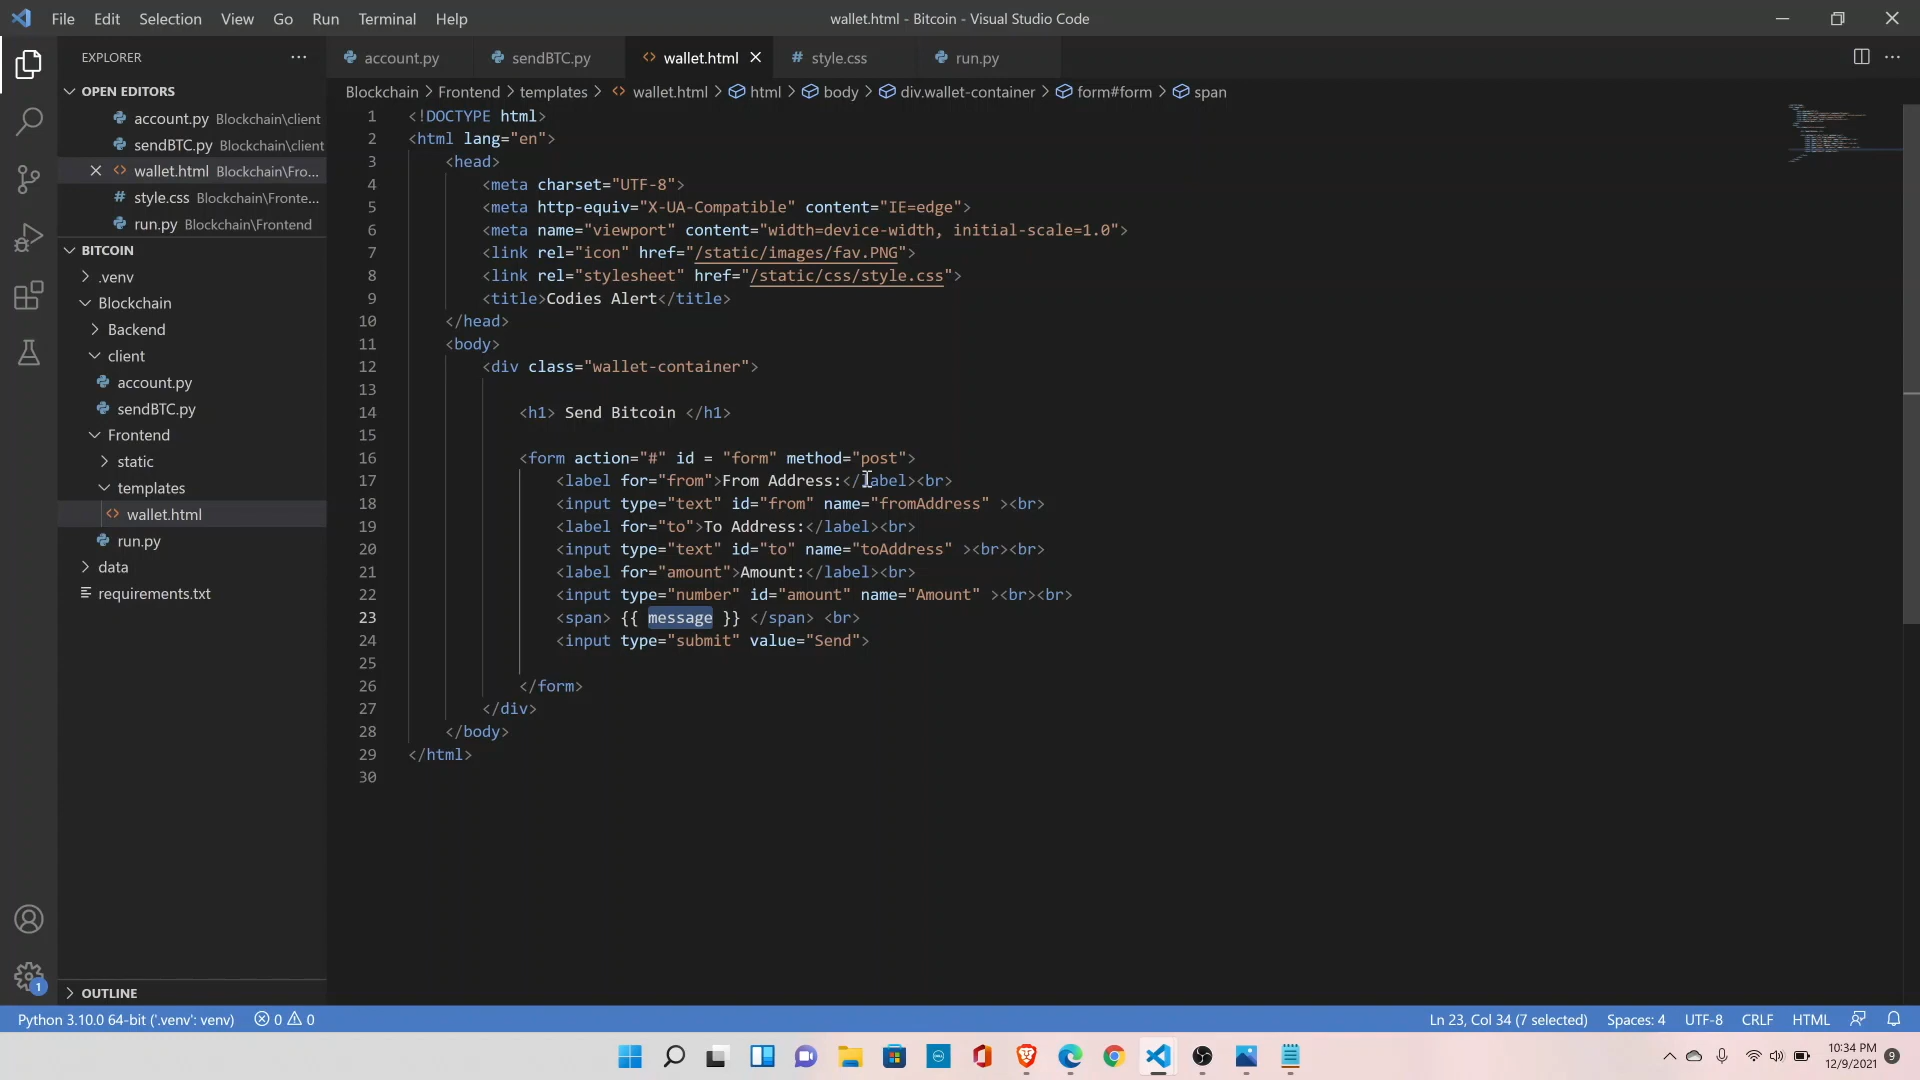 File Edit Selection View Go Run Terminal Help wallet.html - Bitcoin - Visual Studio Code
EXPLORER
OPEN EDITORS
account.py Blockchain\client
sendBTC.py Blockchain\client
wallet.html Blockchain\Fro...
style.css Blockchain\Fronte...
run.py Blockchain\Frontend
BITCOIN
.venv
Blockchain
Backend
client
account.py
sendBTC.py
Frontend
static
templates
wallet.html
run.py
data
requirements.txt
OUTLINE
account.py sendBTC.py wallet.html style.css run.py
Blockchain > Frontend > templates > wallet.html > html > body > div.wallet-container > form#form > span
1 <!DOCTYPE html>
2 <html lang="en">
3 <head>
4 <meta charset="UTF-8">
5 <meta http-equiv="X-UA-Compatible" content="IE=edge">
6 <meta name="viewport" content="width=device-width, initial-scale=1.0">
7 <link rel="icon" href="/static/images/fav.PNG">
8 <link rel="stylesheet" href="/static/css/style.css">
9 <title>Codies Alert</title>
10 </head>
11 <body>
12 <div class="wallet-container">
13
14 <h1> Send Bitcoin </h1>
15
16 <form action="#" id = "form" method="post">
17 <label for="from">From Address:</label><br>
18 <input type="text" id="from" name="fromAddress" ><br>
19 <label for="to">To Address:</label><br>
20 <input type="text" id="to" name="toAddress" ><br><br>
21 <label for="amount">Amount:</label><br>
22 <input type="number" id="amount" name="Amount" ><br><br>
23 <span> {{ message }} </span> <br>
24 <input type="submit" value="Send">
25
26 </form>
27 </div>
28 </body>
29 </html>
30
1
Python 3.10.0 64-bit ('.venv': venv) 0 0 Ln 23, Col 34 (7 selected) Spaces: 4 UTF-8 CRLF HTML
10:34 PM
12/9/2021
9